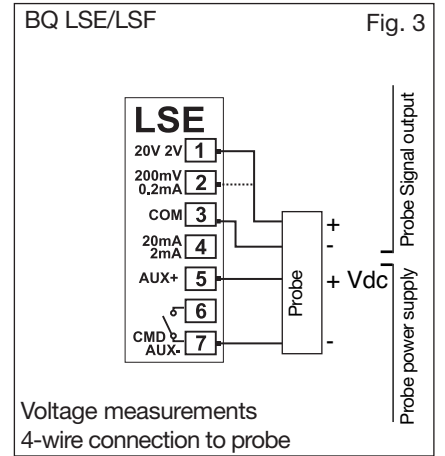 BQ LSE/LSF
Fig. 3
LSE
20V 2V 1
200mV
0.2mA 2
COM 3
20mA
2mA 4
AUX+ 5
6
CMD
AUX- 7
Probe
+
-
+ Vdc
-
Probe Signal output
Probe power supply
Voltage measurements
4-wire connection to probe